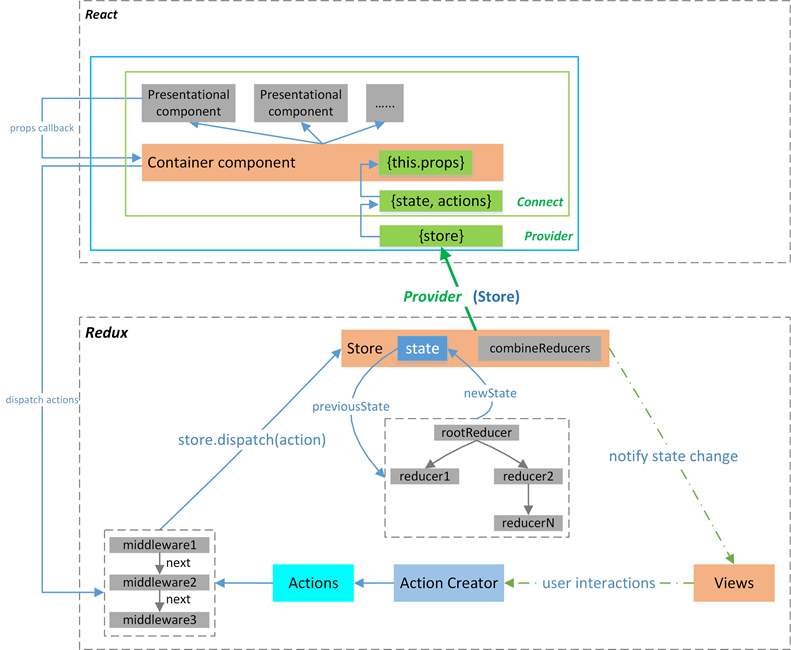 React
Presentational
component
Presentational
component
......
props callback
Container component
{this.props}
{state, actions}
Connect
{store}
Provider
Provider (Store)
Redux
Store
state
combineReducers
dispatch actions
previousState
newState
store.dispatch(action)
rootReducer
notify state change
reducer1
reducer2
reducerN
middleware1
next
middleware2
next
middleware3
Actions
Action Creator
user interactions
Views